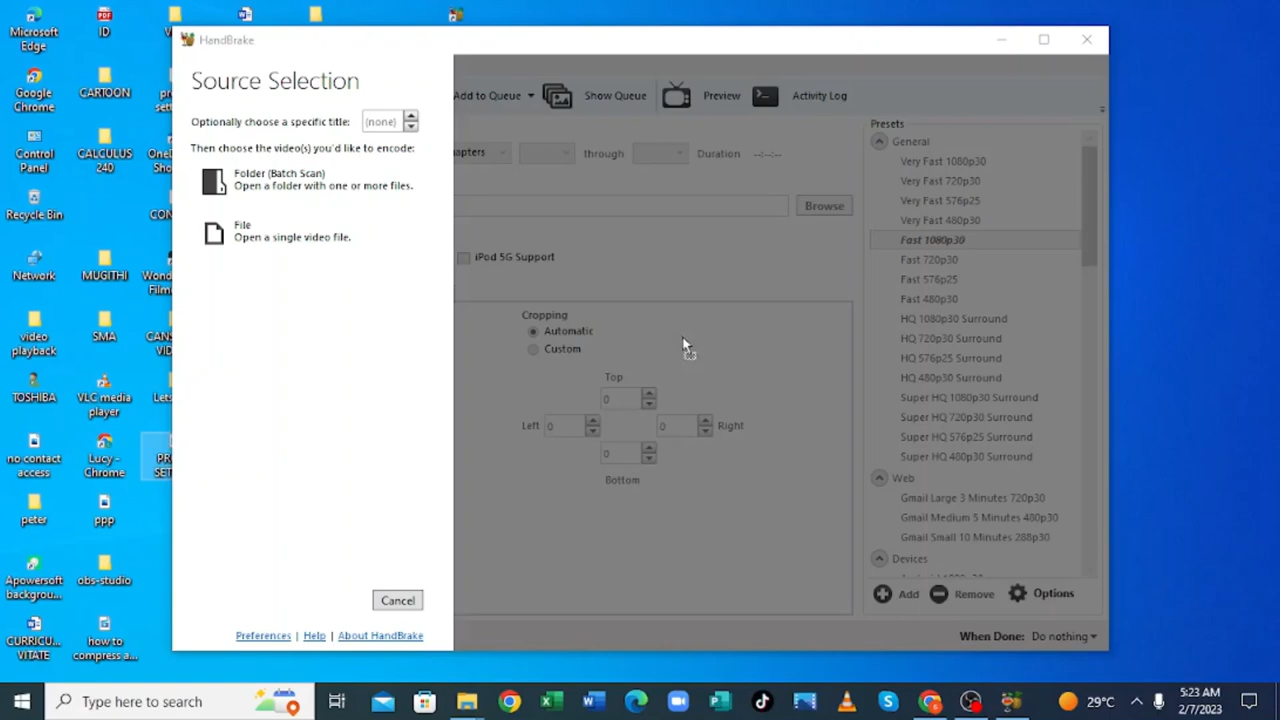 Microsoft
Edge
ID
Google
Chrome
CARTOON
Control
Panel
CALCULUS
240
Recycle Bin
Network
MUGITHI
video
playback
SMA
TOSHIBA
VLC media
player
no contact
access
Lucy -
Chrome
peter
ppp
Apowersoft
backgrou...
obs-studio
CURRICU...
VITATE
how to
compress a...
HandBrake
Source Selection
Optionally choose a specific title: (none)
Then choose the video(s) you'd like to encode:
Folder (Batch Scan)
Open a folder with one or more files.
File
Open a single video file.
Cancel
Preferences | Help | About HandBrake
Add to Queue
Show Queue
Preview
Activity Log
through
Duration --:--:--
Browse
iPod 5G Support
Cropping
Automatic
Custom
Top
0
Left 0
0 Right
0
Bottom
Presets
General
Very Fast 1080p30
Very Fast 720p30
Very Fast 576p25
Very Fast 480p30
Fast 1080p30
Fast 720p30
Fast 576p25
Fast 480p30
HQ 1080p30 Surround
HQ 720p30 Surround
HQ 576p25 Surround
HQ 480p30 Surround
Super HQ 1080p30 Surround
Super HQ 720p30 Surround
Super HQ 576p25 Surround
Super HQ 480p30 Surround
Web
Gmail Large 3 Minutes 720p30
Gmail Medium 5 Minutes 480p30
Gmail Small 10 Minutes 288p30
Devices
Add
Remove
Options
When Done: Do nothing
Type here to search
29°C
5:23 AM
2/7/2023